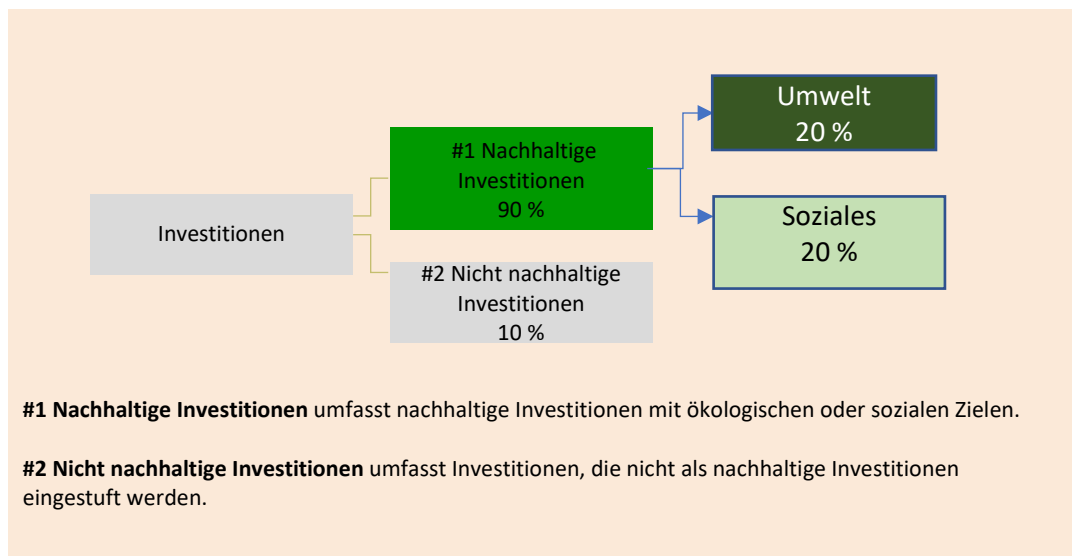 Investitionen
#1 Nachhaltige
Investitionen
90 %
#2 Nicht nachhaltige
Investitionen
10 %
Umwelt
20 %
Soziales
20 %
#1 Nachhaltige Investitionen umfasst nachhaltige Investitionen mit ökologischen oder sozialen Zielen.
#2 Nicht nachhaltige Investitionen umfasst Investitionen, die nicht als nachhaltige Investitionen
eingestuft werden.